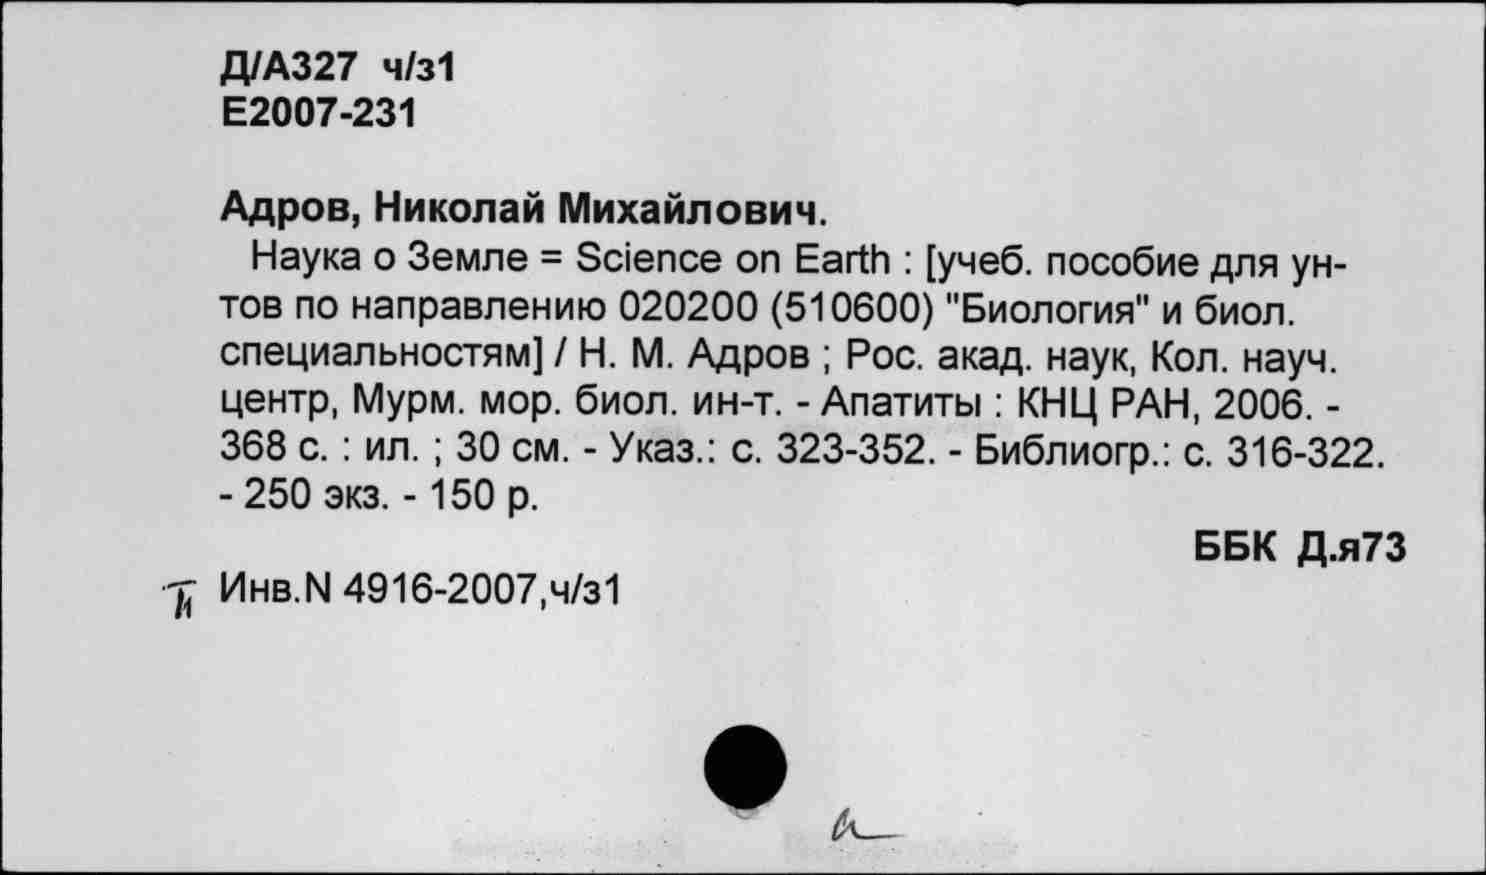 Д/А327 ч/з1
Е2007-231
Адров, Николай Михайлович.
Наука о Земле = Science on Earth : [учеб. пособие для ун-
тов по направлению 020200 (510600) "Биология" и биол.
специальностям] / Н. М. Адров ; Рос. акад. наук, Кол. науч.
центр, Мурм. мор. биол. ин-т. - Апатиты : КНЦ РАН, 2006. -
368 с. : ил. ; 30 см. - Указ.: с. 323-352. - Библиогр.: с. 316-322.
- 250 экз. - 150 р.
ББК Д.я73
Инв.N 4916-2007,ч/з1